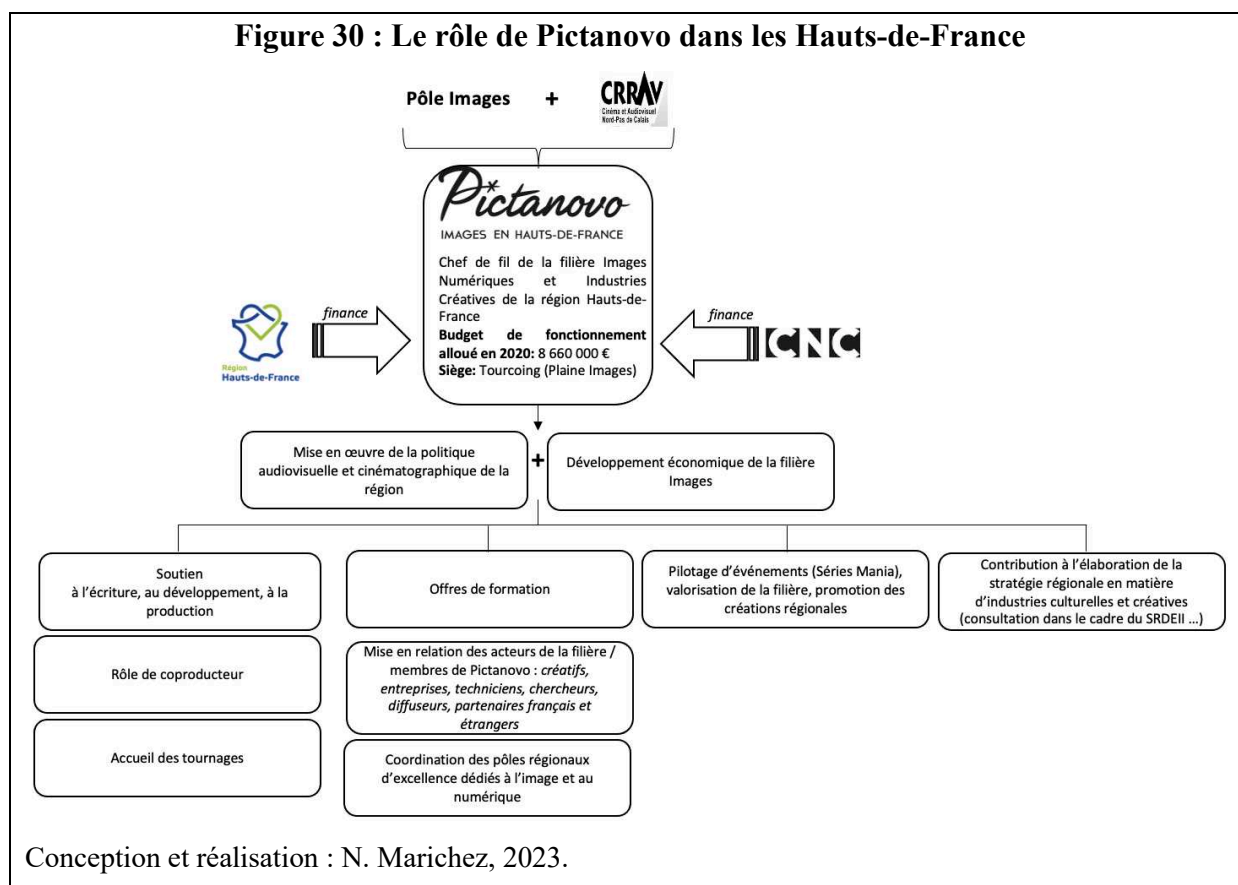 Figure 30 : Le rôle de Pictanovo dans les Hauts-de-France
Pôle Images + CRRAV
Cinéma et Audiovisuel
Nord-Pas de Calais
Pictanovo
IMAGES EN HAUTS-DE-FRANCE
Chef de fil de la filière Images
Numériques et Industries
Créatives de la région Hauts-de-
France
Budget de fonctionnement
alloué en 2020: 8 660 000 €
Siège: Tourcoing (Plaine Images)
finance
Région
Hauts-de-France
finance
CNC
Mise en œuvre de la politique
audiovisuelle et cinématographique de la
région
+
Développement économique de la filière
Images
Soutien
à l'écriture, au développement, à la
production
Rôle de coproducteur
Accueil des tournages
Offres de formation
Mise en relation des acteurs de la filière /
membres de Pictanovo : créatifs,
entreprises, techniciens, chercheurs,
diffuseurs, partenaires français et
étrangers
Coordination des pôles régionaux
d'excellence dédiés à l'image et au
numérique
Pilotage d'événements (Séries Mania),
valorisation de la filière, promotion des
créations régionales
Contribution à l'élaboration de la
stratégie régionale en matière
d'industries culturelles et créatives
(consultation dans le cadre du SRDEII ...)
Conception et réalisation : N. Marichez, 2023.